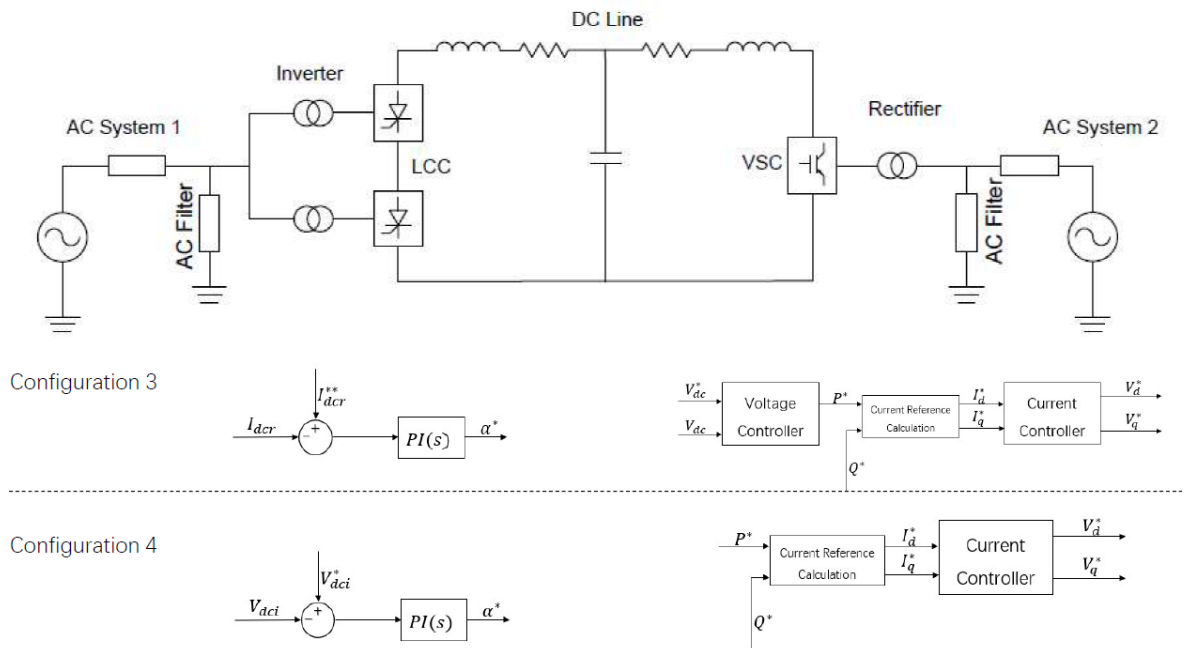 DC Line
Inverter
Rectifier
AC System 1
AC System 2
LCC
VSC
AC Filter
AC Filter
Configuration 3
I**dcr
Idcr
+
−
PI(s)
α*
V*dc
Vdc
Voltage
Controller
P*
Q*
Current Reference
Calculation
I*d
I*q
Current
Controller
V*d
V*q
Configuration 4
V*dci
Vdci
+
−
PI(s)
α*
P*
Q*
Current Reference
Calculation
I*d
I*q
Current
Controller
V*d
V*q